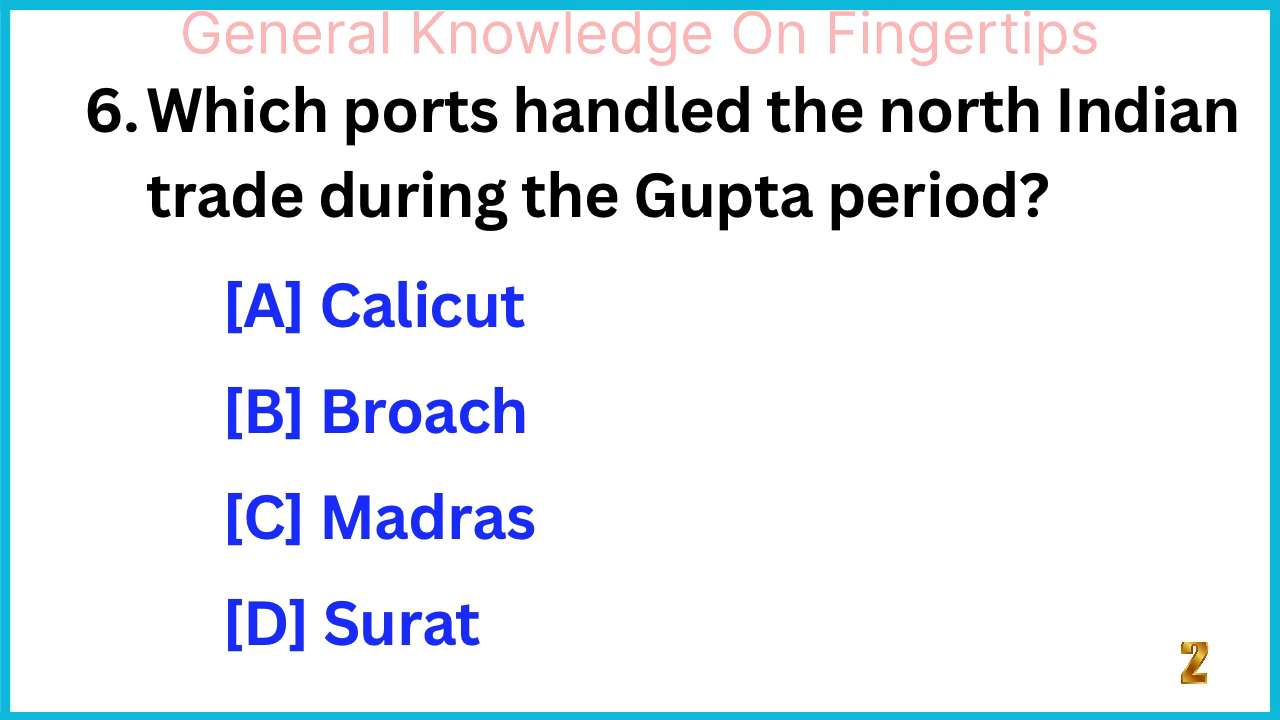 General Knowledge On Fingertips
6. Which ports handled the north Indian
trade during the Gupta period?
[A] Calicut
[B] Broach
[C] Madras
[D] Surat
2